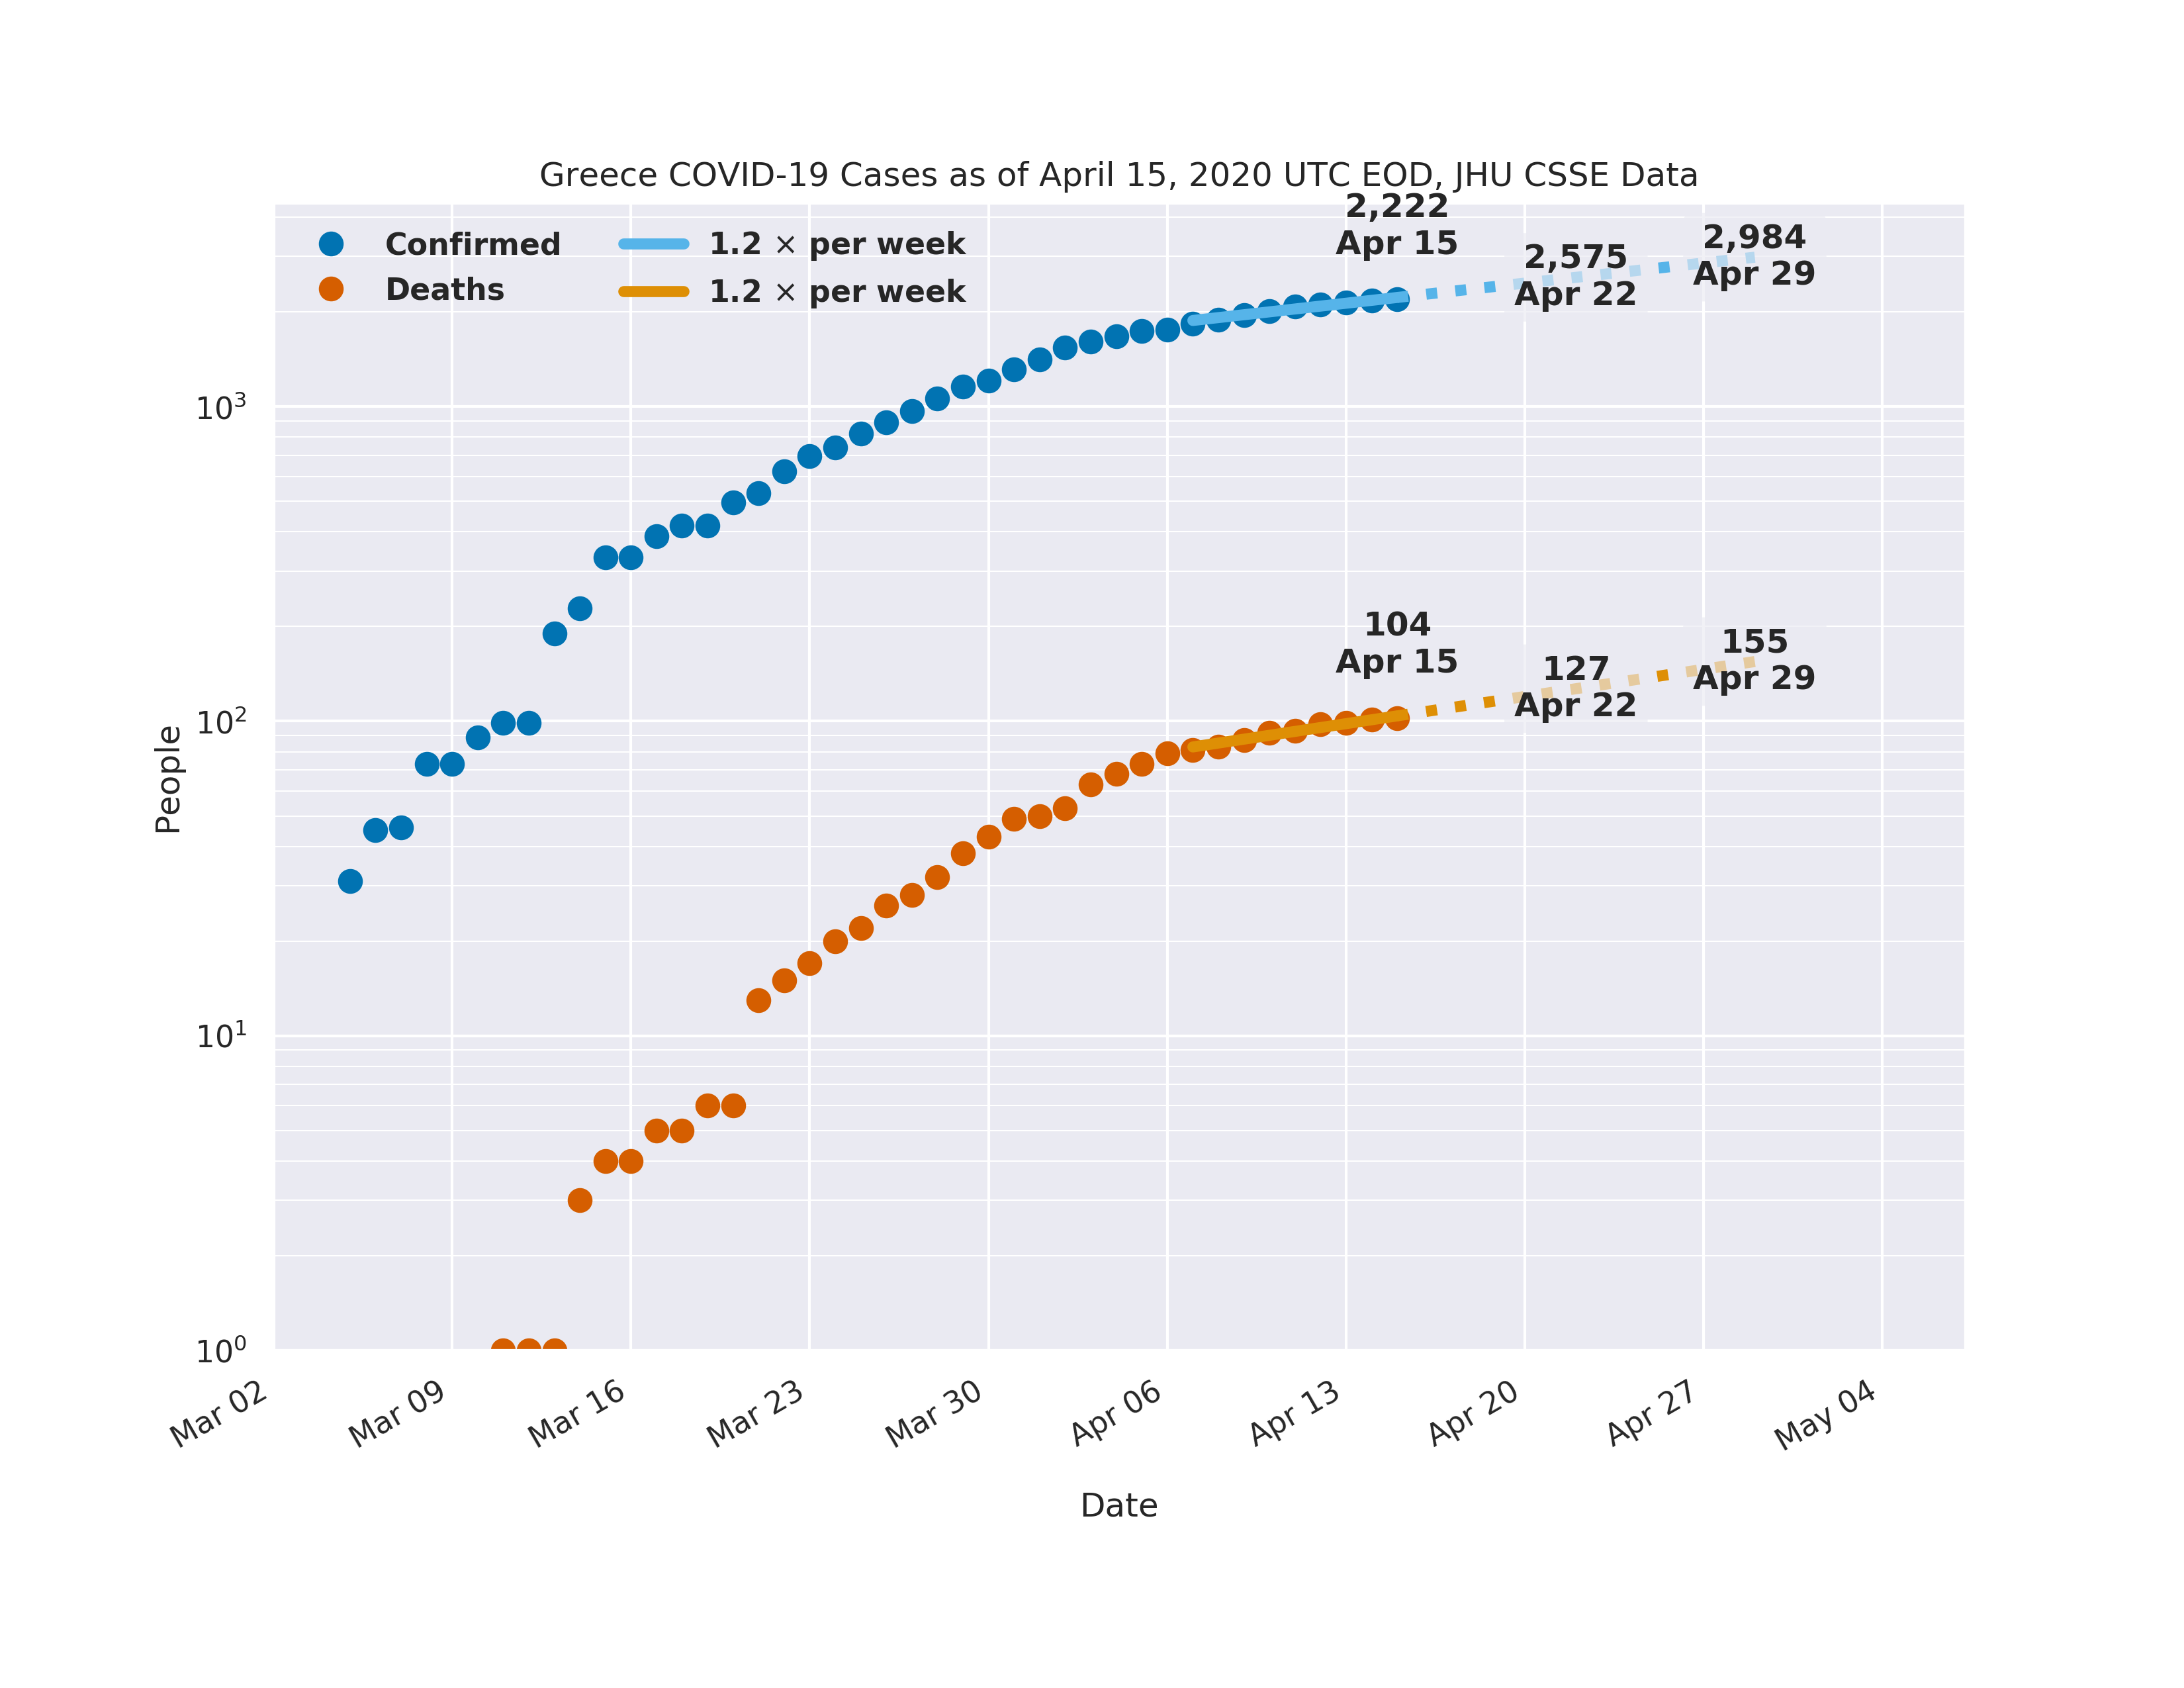 Greece COVID-19 Cases as of April 15, 2020 UTC EOD, JHU CSSE Data
Confirmed
Deaths
1.2 × per week
1.2 × per week
2,222
Apr 15
2,575
Apr 22
2,984
Apr 29
104
Apr 15
127
Apr 22
155
Apr 29
People
10³
10²
10¹
10⁰
Mar 02
Mar 09
Mar 16
Mar 23
Mar 30
Apr 06
Apr 13
Apr 20
Apr 27
May 04
Date